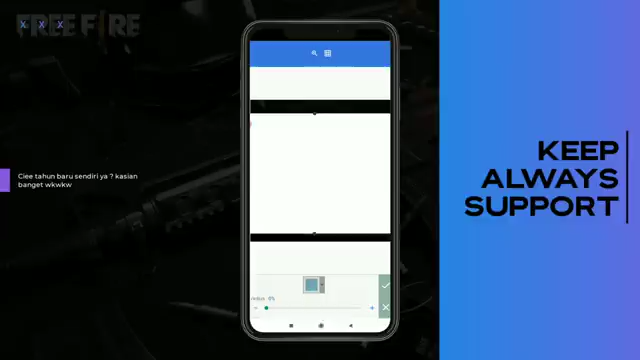 FREE FIRE
X X X
Ciee tahun baru sendiri ya ? kasian
banget wkwkw
KEEP
ALWAYS
SUPPORT